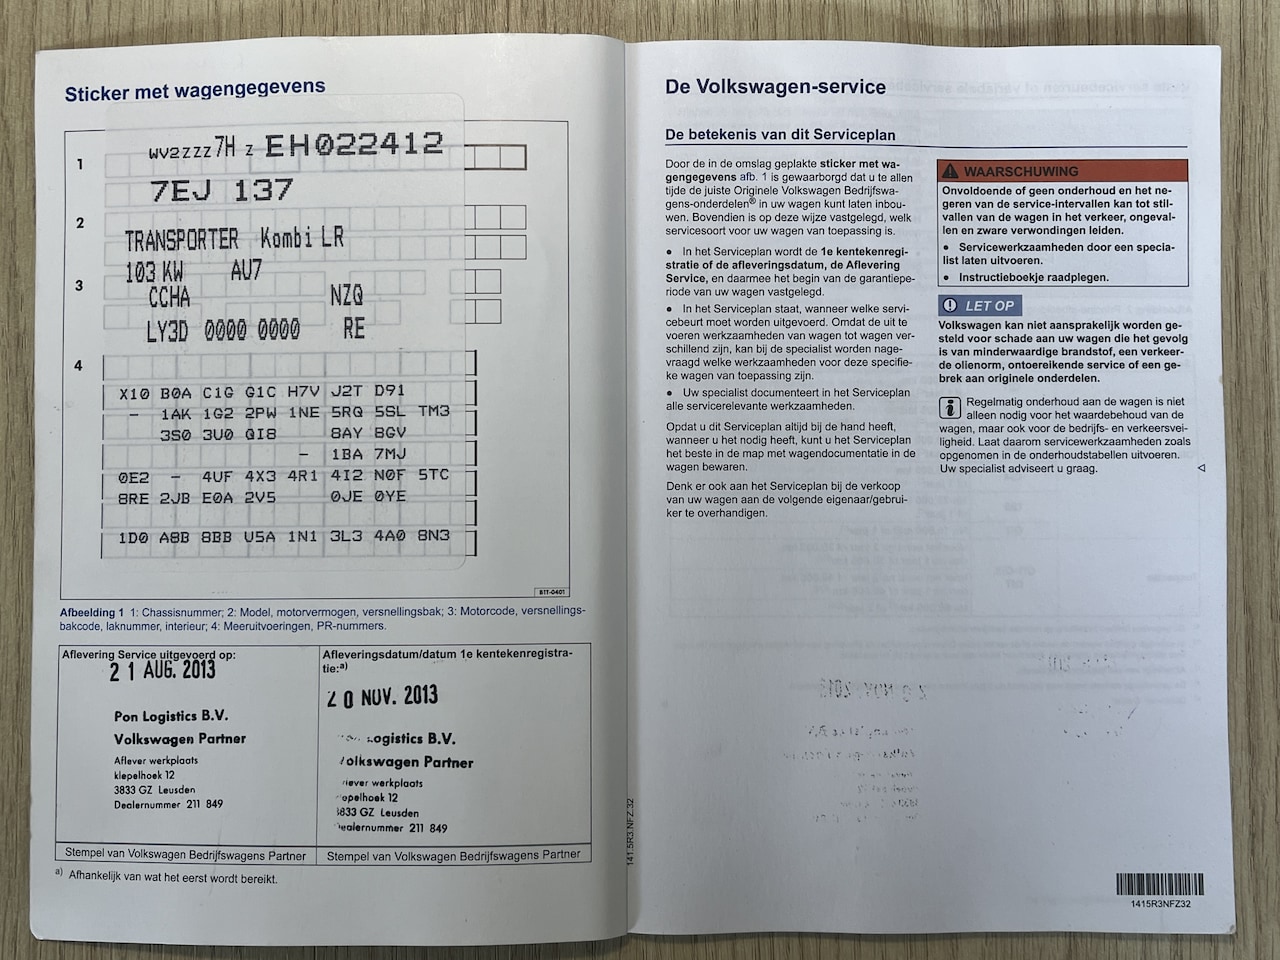 Sticker met wagengegevens
1
WV2ZZZ7H Z EH022412
7EJ 137
2
TRANSPORTER Kombi LR
103 KW AU7
3
CCHA NZQ
LY3D 0000 0000 RE
4
X10 B0A C1G G1C H7V J2T D91
- 1AK 1G2 2PW 1NE 5RQ 5SL TM3
3S0 3U0 QI8 8AY 8GV
- 1BA 7MJ
0E2 - 4UF 4X3 4R1 4I2 N0F 5TC
8RE 2JB E0A 2V5 0JE 0YE
1D0 A8B 8BB U5A 1N1 3L3 4A0 8N3
B1T-0401
Afbeelding 1 1: Chassisnummer; 2: Model, motorvermogen, versnellingsbak; 3: Motorcode, versnellings-
bakcode, laknummer, interieur; 4: Meeruitvoeringen, PR-nummers.
Aflevering Service uitgevoerd op:
21 AUG. 2013
Pon Logistics B.V.
Volkswagen Partner
Aflever werkplaats
klepelhoek 12
3833 GZ Leusden
Dealernummer 211 849
Stempel van Volkswagen Bedrijfswagens Partner
Afleveringsdatum/datum 1e kentekenregistra-
tie:a)
20 NOV. 2013
Logistics B.V.
Volkswagen Partner
Aflever werkplaats
klepelhoek 12
3833 GZ Leusden
Dealernummer 211 849
Stempel van Volkswagen Bedrijfswagens Partner
a) Afhankelijk van wat het eerst wordt bereikt.
141.5R3.NFZ.32
De Volkswagen-service
De betekenis van dit Serviceplan
Door de in de omslag geplakte sticker met wa-
gengegevens afb. 1 is gewaarborgd dat u te allen
tijde de juiste Originele Volkswagen Bedrijfswa-
gens-onderdelen® in uw wagen kunt laten inbou-
wen. Bovendien is op deze wijze vastgelegd, welk
servicesoort voor uw wagen van toepassing is.
● In het Serviceplan wordt de 1e kentekenregi-
stratie of de afleveringsdatum, de Aflevering
Service, en daarmee het begin van de garantiepe-
riode van uw wagen vastgelegd.
● In het Serviceplan staat, wanneer welke servi-
cebeurt moet worden uitgevoerd. Omdat de uit te
voeren werkzaamheden van wagen tot wagen ver-
schillend zijn, kan bij de specialist worden nage-
vraagd welke werkzaamheden voor deze specifie-
ke wagen van toepassing zijn.
● Uw specialist documenteert in het Serviceplan
alle servicerelevante werkzaamheden.
Opdat u dit Serviceplan altijd bij de hand heeft,
wanneer u het nodig heeft, kunt u het Serviceplan
het beste in de map met wagendocumentatie in de
wagen bewaren.
Denk er ook aan het Serviceplan bij de verkoop
van uw wagen aan de volgende eigenaar/gebrui-
ker te overhandigen.
WAARSCHUWING
Onvoldoende of geen onderhoud en het ne-
geren van de service-intervallen kan tot stil-
vallen van de wagen in het verkeer, ongeval-
len en zware verwondingen leiden.
● Servicewerkzaamheden door een specia-
list laten uitvoeren.
● Instructieboekje raadplegen.
LET OP
Volkswagen kan niet aansprakelijk worden ge-
steld voor schade aan uw wagen die het gevolg
is van minderwaardige brandstof, een verkeer-
de olienorm, ontoereikende service of een ge-
brek aan originele onderdelen.
Regelmatig onderhoud aan de wagen is niet
alleen nodig voor het waardebehoud van de
wagen, maar ook voor de bedrijfs- en verkeersvei-
ligheid. Laat daarom servicewerkzaamheden zoals
opgenomen in de onderhoudstabellen uitvoeren.
Uw specialist adviseert u graag.
1415R3NFZ32